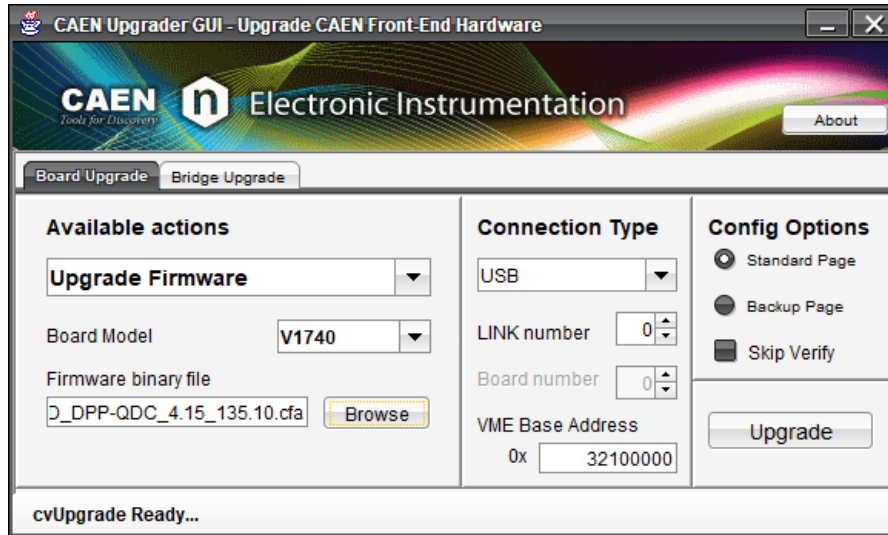 CAEN Upgrader GUI - Upgrade CAEN Front-End Hardware
CAEN
Tools for Discovery
n
Electronic Instrumentation
About
Board Upgrade
Bridge Upgrade
Available actions
Upgrade Firmware
Board Model
V1740
Firmware binary file
D_DPP-QDC_4.15_135.10.cfa
Browse
Connection Type
USB
LINK number
0
Board number
0
VME Base Address
0x
32100000
Config Options
Standard Page
Backup Page
Skip Verify
Upgrade
cvUpgrade Ready...